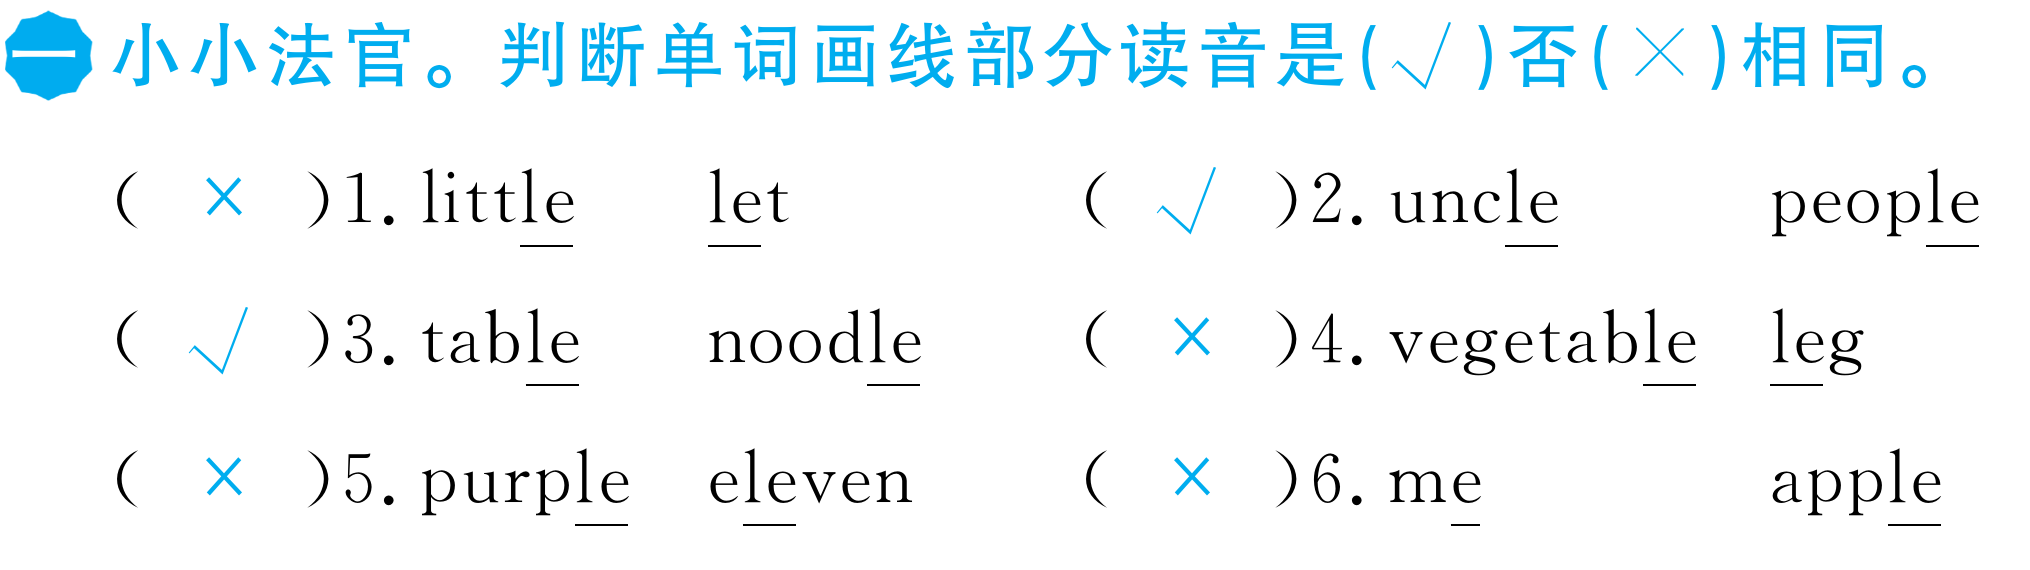 一 小小法官。判断单词画线部分读音是(√)否(×)相同。
( × )1. little let ( √ )2. uncle people
( √ )3. table noodle ( × )4. vegetable leg
( × )5. purple eleven ( × )6. me apple